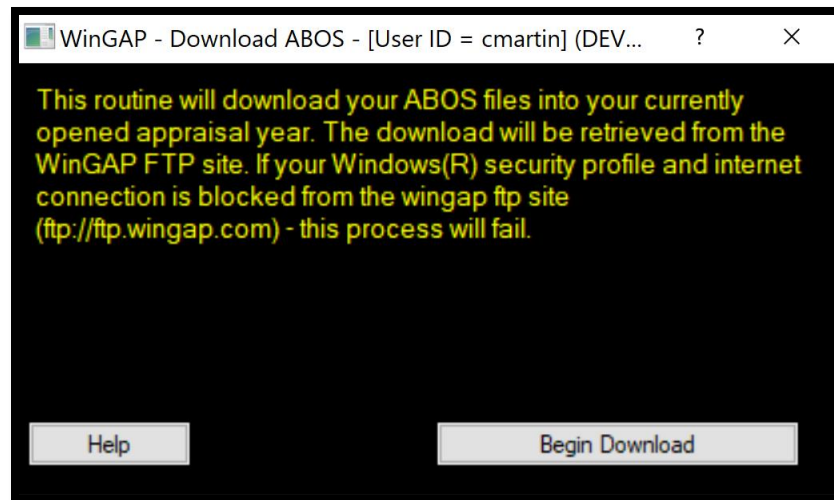 WinGAP - Download ABOS - [User ID = cmartin] (DEV... ?
This routine will download your ABOS files into your currently
opened appraisal year. The download will be retrieved from the
WinGAP FTP site. If your Windows(R) security profile and internet
connection is blocked from the wingap ftp site
(ftp://ftp.wingap.com) - this process will fail.
Help Begin Download